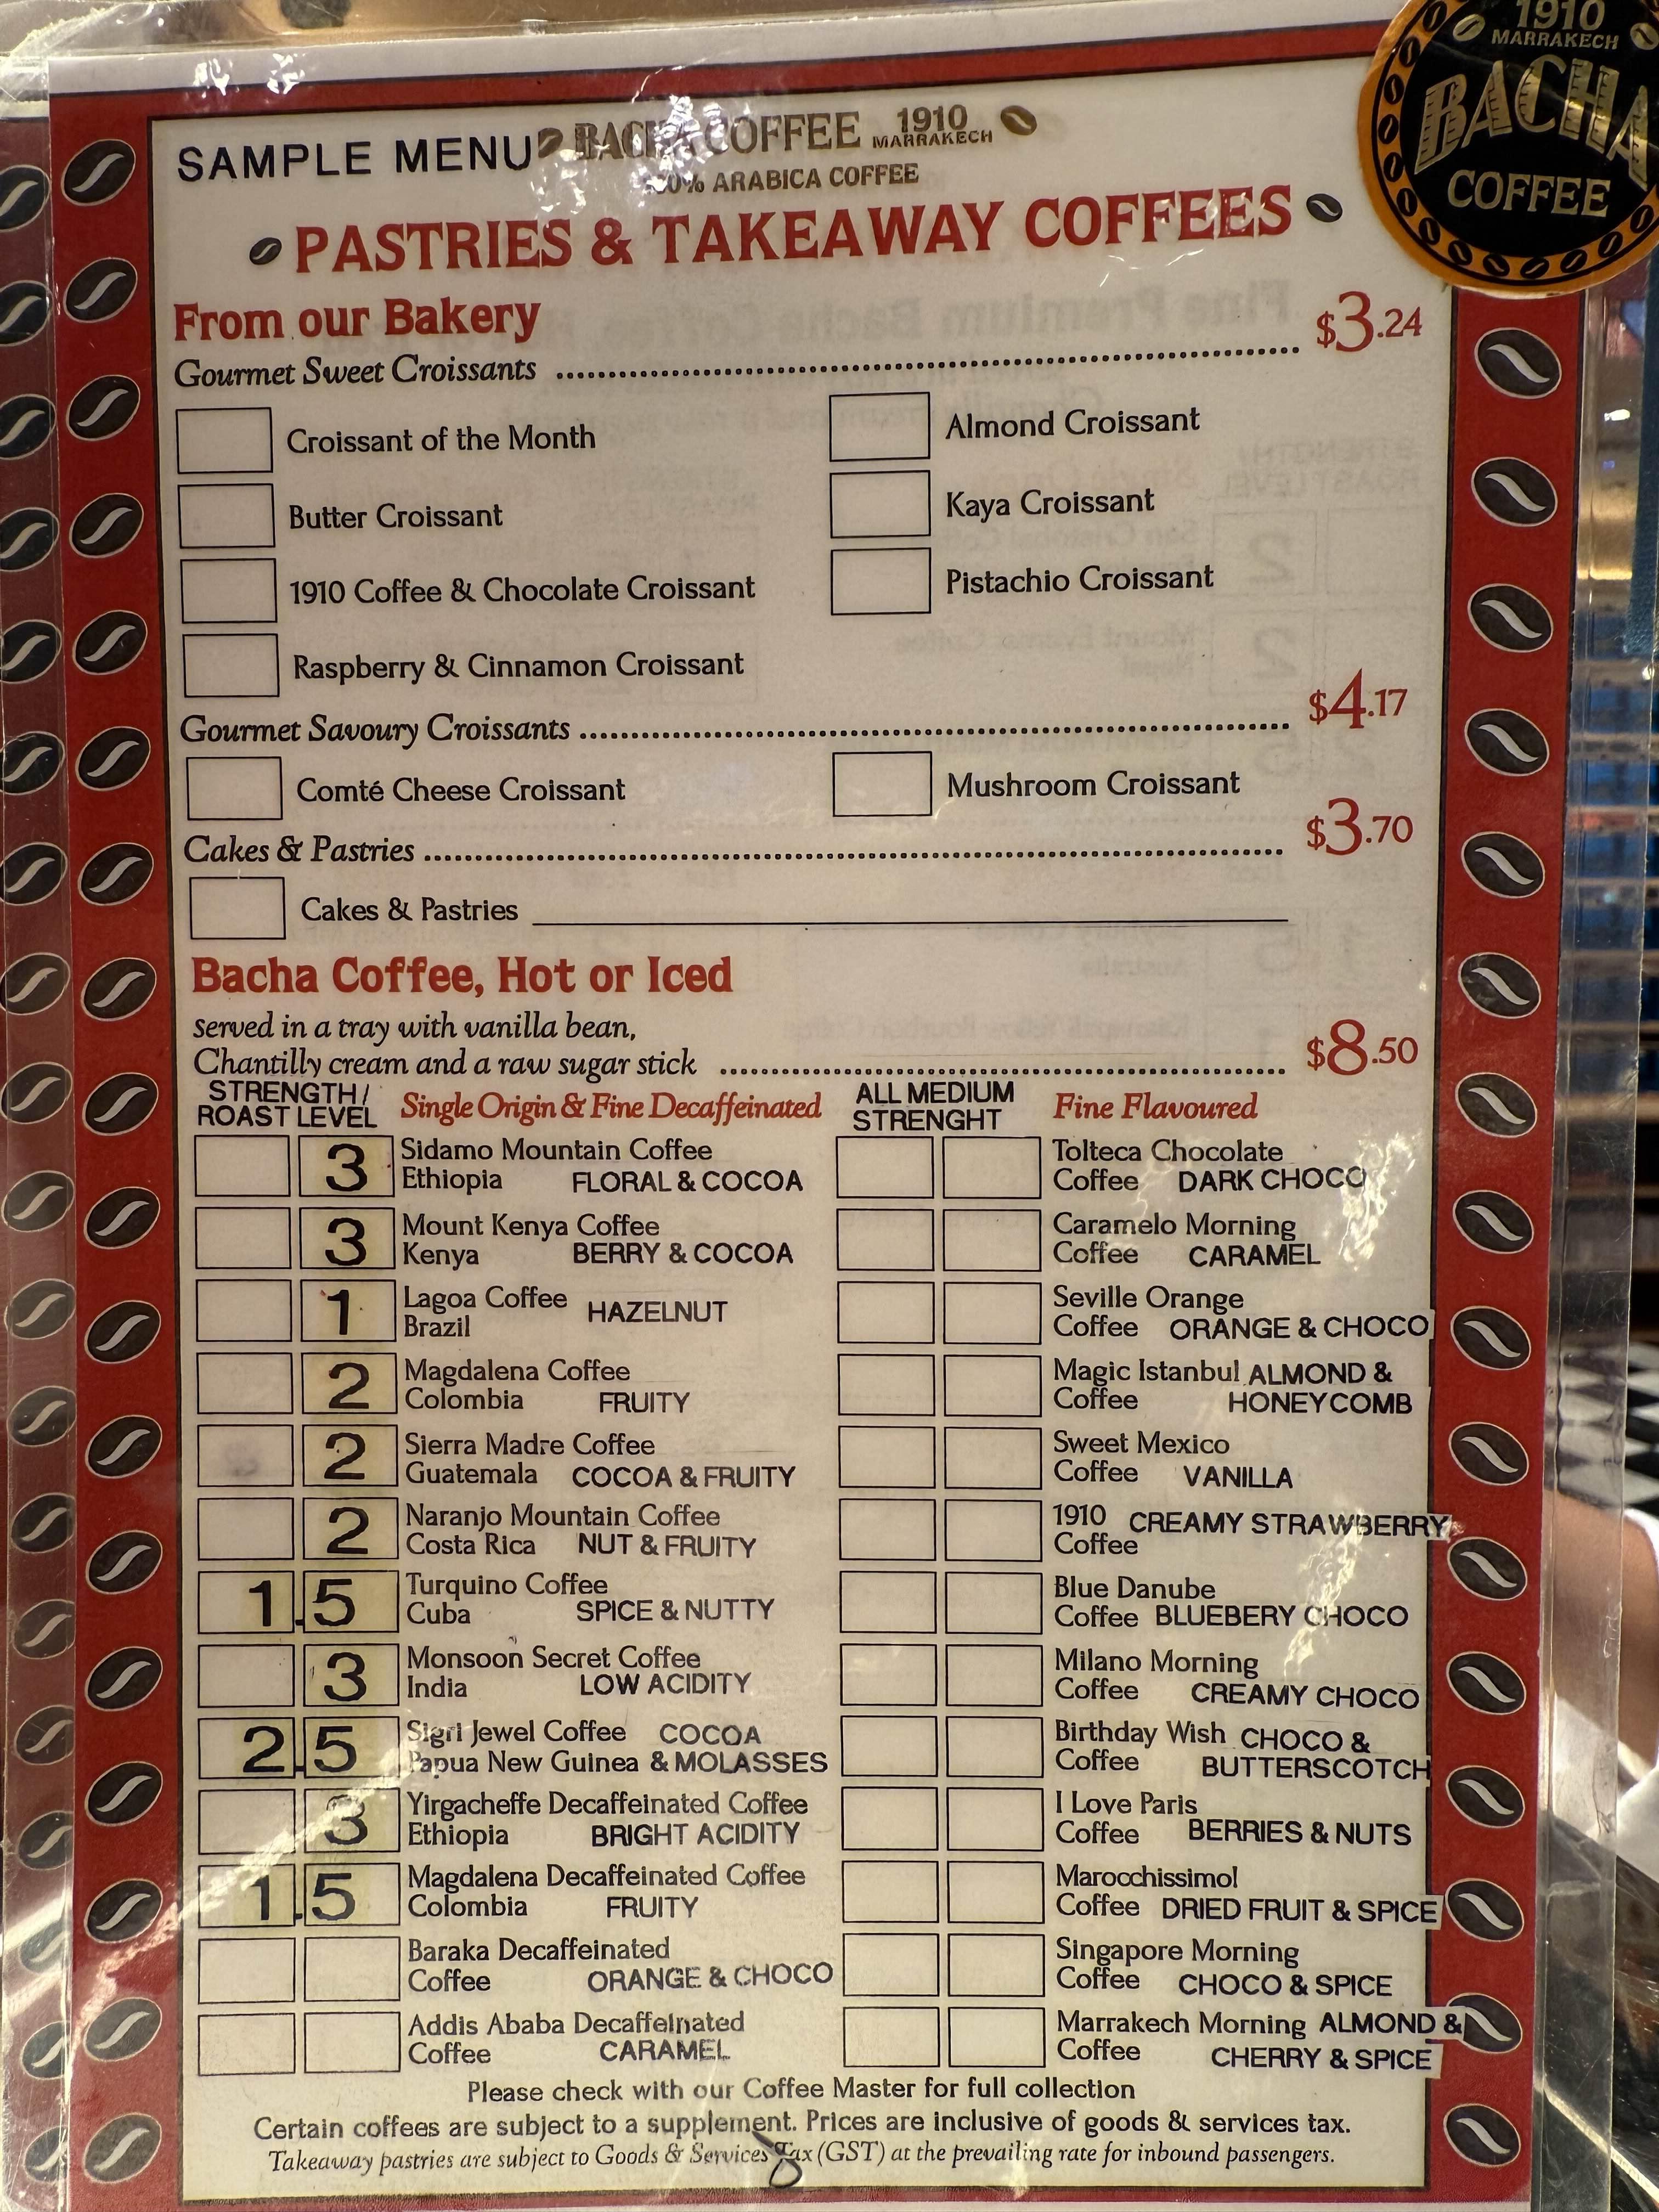 1910
MARRAKECH
BACHA
COFFEE
SAMPLE MENU
BACHA COFFEE 1910 MARRAKECH
ARABICA COFFEE
PASTRIES & TAKEAWAY COFFEES
From our Bakery
Gourmet Sweet Croissants $3.24
Croissant of the Month
Almond Croissant
Butter Croissant
Kaya Croissant
1910 Coffee & Chocolate Croissant
Pistachio Croissant
Raspberry & Cinnamon Croissant
Gourmet Savoury Croissants $4.17
Comté Cheese Croissant
Mushroom Croissant
Cakes & Pastries $3.70
Cakes & Pastries
Bacha Coffee, Hot or Iced
served in a tray with vanilla bean,
Chantilly cream and a raw sugar stick $8.50
STRENGTH/
ROAST LEVEL
Single Origin & Fine Decaffeinated
3 Sidamo Mountain Coffee
Ethiopia FLORAL & COCOA
3 Mount Kenya Coffee
Kenya BERRY & COCOA
1 Lagoa Coffee HAZELNUT
Brazil
2 Magdalena Coffee
Colombia FRUITY
2 Sierra Madre Coffee
Guatemala COCOA & FRUITY
2 Naranjo Mountain Coffee
Costa Rica NUT & FRUITY
1.5 Turquino Coffee
Cuba SPICE & NUTTY
3 Monsoon Secret Coffee
India LOW ACIDITY
2.5 Sigri Jewel Coffee COCOA
Papua New Guinea & MOLASSES
3 Yirgacheffe Decaffeinated Coffee
Ethiopia BRIGHT ACIDITY
1.5 Magdalena Decaffeinated Coffee
Colombia FRUITY
Baraka Decaffeinated
Coffee ORANGE & CHOCO
Addis Ababa Decaffeinated
Coffee CARAMEL
ALL MEDIUM
STRENGHT
Fine Flavoured
Tolteca Chocolate
Coffee DARK CHOCO
Caramelo Morning
Coffee CARAMEL
Seville Orange
Coffee ORANGE & CHOCO
Magic Istanbul ALMOND &
Coffee HONEYCOMB
Sweet Mexico
Coffee VANILLA
1910 CREAMY STRAWBERRY
Coffee
Blue Danube
Coffee BLUEBERY CHOCO
Milano Morning
Coffee CREAMY CHOCO
Birthday Wish CHOCO &
Coffee BUTTERSCOTCH
I Love Paris
Coffee BERRIES & NUTS
Marocchissimo!
Coffee DRIED FRUIT & SPICE
Singapore Morning
Coffee CHOCO & SPICE
Marrakech Morning ALMOND &
Coffee CHERRY & SPICE
Please check with our Coffee Master for full collection
Certain coffees are subject to a supplement. Prices are inclusive of goods & services tax.
Takeaway pastries are subject to Goods & Services Tax (GST) at the prevailing rate for inbound passengers.